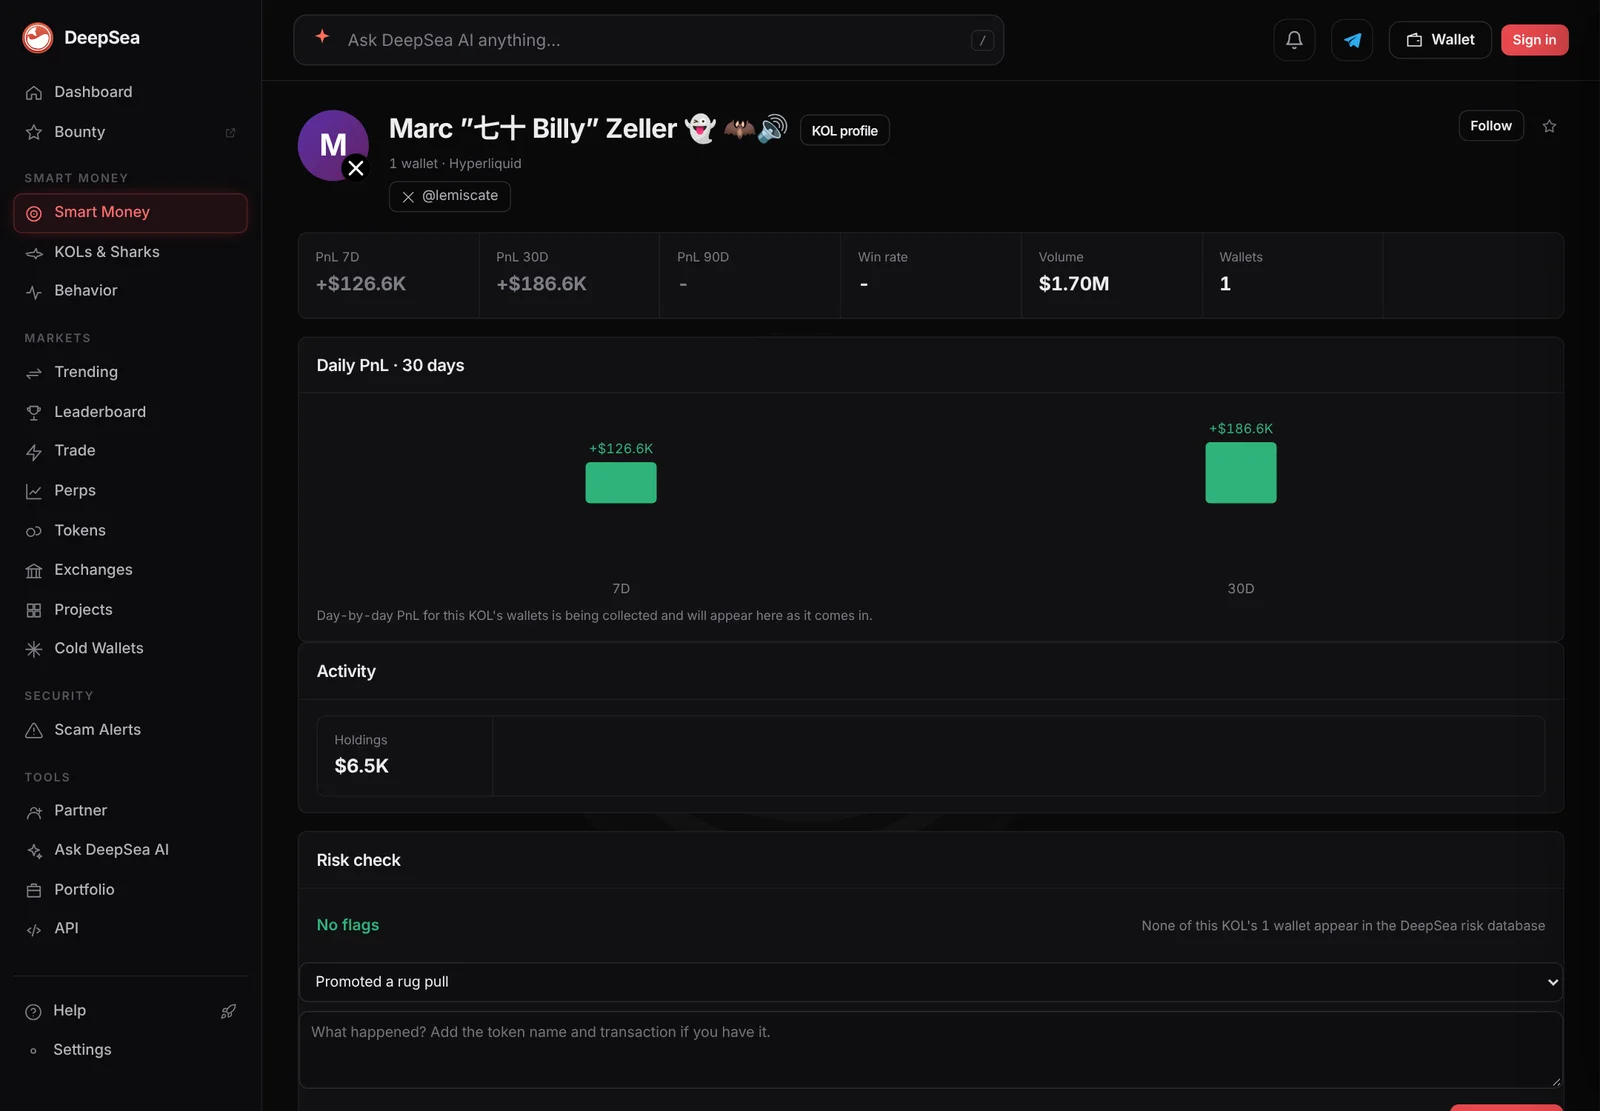 DeepSea
Ask DeepSea AI anything...
/
Wallet
Sign in
Dashboard
Bounty
SMART MONEY
Smart Money
KOLs & Sharks
Behavior
MARKETS
Trending
Leaderboard
Trade
Perps
Tokens
Exchanges
Projects
Cold Wallets
SECURITY
Scam Alerts
TOOLS
Partner
Ask DeepSea AI
Portfolio
API
Help
Settings
M
Marc ”七十 Billy” Zeller 👻 🦇🔊
KOL profile
1 wallet · Hyperliquid
@lemiscate
Follow
PnL 7D
+$126.6K
PnL 30D
+$186.6K
PnL 90D
-
Win rate
-
Volume
$1.70M
Wallets
1
Daily PnL · 30 days
+$126.6K
+$186.6K
7D
30D
Day-by-day PnL for this KOL's wallets is being collected and will appear here as it comes in.
Activity
Holdings
$6.5K
Risk check
No flags
None of this KOL's 1 wallet appear in the DeepSea risk database
Promoted a rug pull
What happened? Add the token name and transaction if you have it.